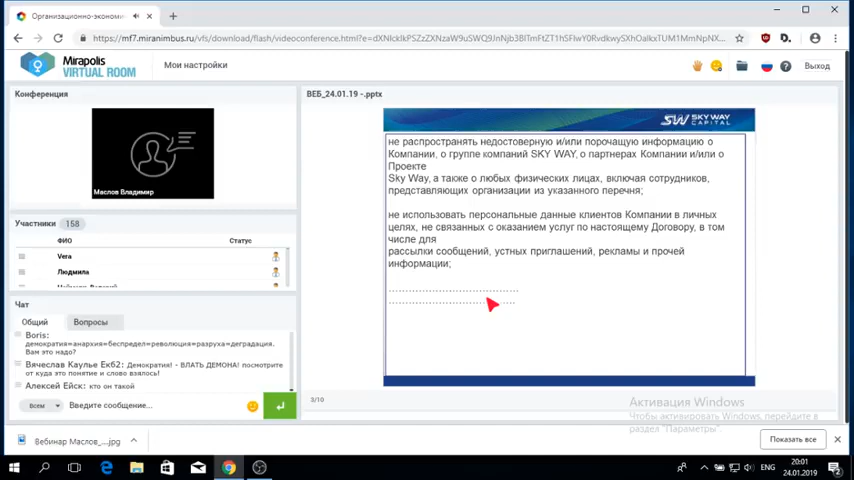 Организационно-экономи
https://mf7.miranimbus.ru/vfs/download/flash/videoconference.html?e=
Mirapolis
VIRTUAL ROOM
Мои настройки
Выход
Конференция
Маслов Владимир
Участники 158
ФИО Статус
Vera
Людмила
Чат
Общий Вопросы
Boris:
демократия=анархия=беспредел=революция=разруха=деградация.
Вам это надо?
Вячеслав Каулье Екб2: Демократия! - ВЛАТЬ ДЕМОНА! посмотрите
от куда это понятие и слово взялось!
Алексей Ейск: кто он такой
Всем Введите сообщение...
ВЕБ_24.01.19 -.pptx
SKY WAY
CAPITAL
не распространять недостоверную и/или порочащую информацию о
Компании, о группе компаний SKY WAY, о партнерах Компании и/или о
Проекте
Sky Way, а также о любых физических лицах, включая сотрудников,
представляющих организации из указанного перечня;
не использовать персональные данные клиентов Компании в личных
целях, не связанных с оказанием услуг по настоящему Договору, в том
числе для
рассылки сообщений, устных приглашений, рекламы и прочей
информации;
3/10
Активация Windows
Чтобы активировать Windows, перейдите в
раздел "Параметры".
Вебинар Маслов_....jpg
Показать все
ENG
20:01
24.01.2019
2